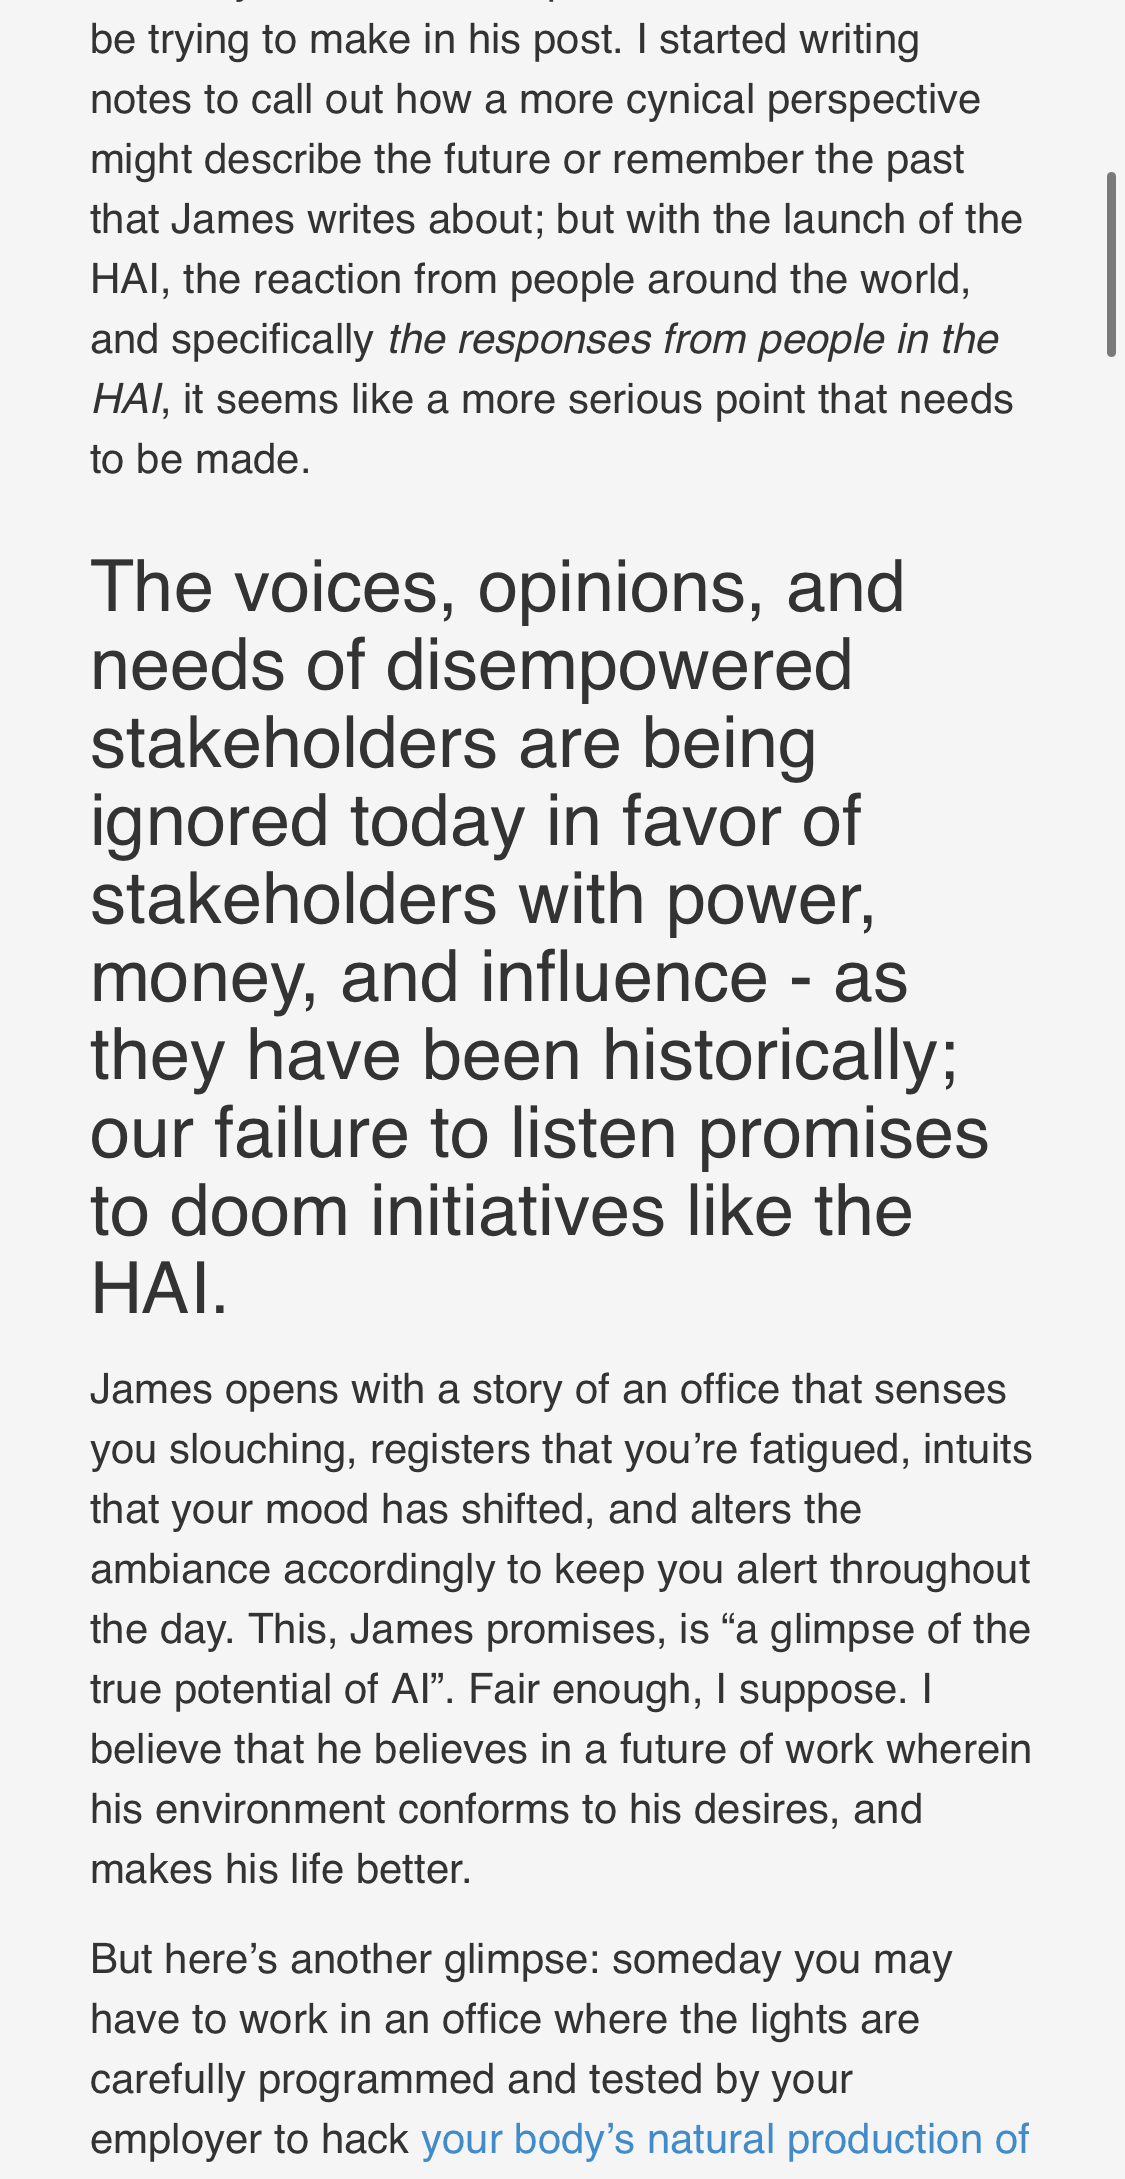 be trying to make in his post. I started writing
notes to call out how a more cynical perspective
might describe the future or remember the past
that James writes about; but with the launch of the
HAI, the reaction from people around the world,
and specifically the responses from people in the
HAI, it seems like a more serious point that needs
to be made.
The voices, opinions, and
needs of disempowered
stakeholders are being
ignored today in favor of
stakeholders with power,
money, and influence - as
they have been historically;
our failure to listen promises
to doom initiatives like the
HAI.
James opens with a story of an office that senses
you slouching, registers that you’re fatigued, intuits
that your mood has shifted, and alters the
ambiance accordingly to keep you alert throughout
the day. This, James promises, is “a glimpse of the
true potential of AI”. Fair enough, I suppose. I
believe that he believes in a future of work wherein
his environment conforms to his desires, and
makes his life better.
But here’s another glimpse: someday you may
have to work in an office where the lights are
carefully programmed and tested by your
employer to hack your body’s natural production of